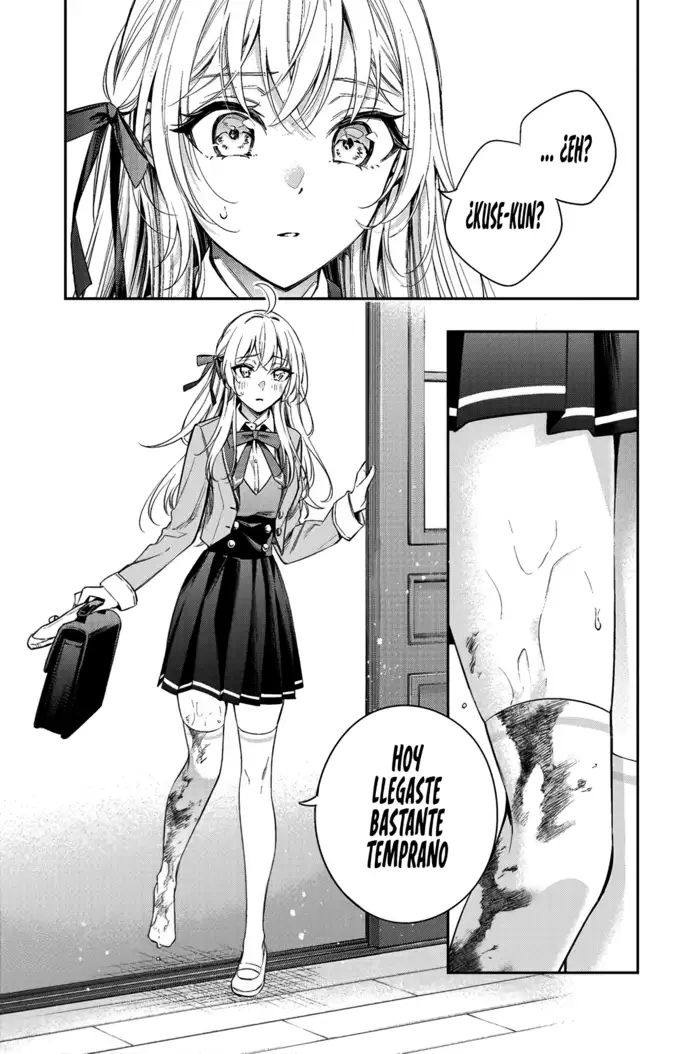 ... ¿EH?
¿KUSE-KUN?
HOY
LLEGASTE
BASTANTE
TEMPRANO